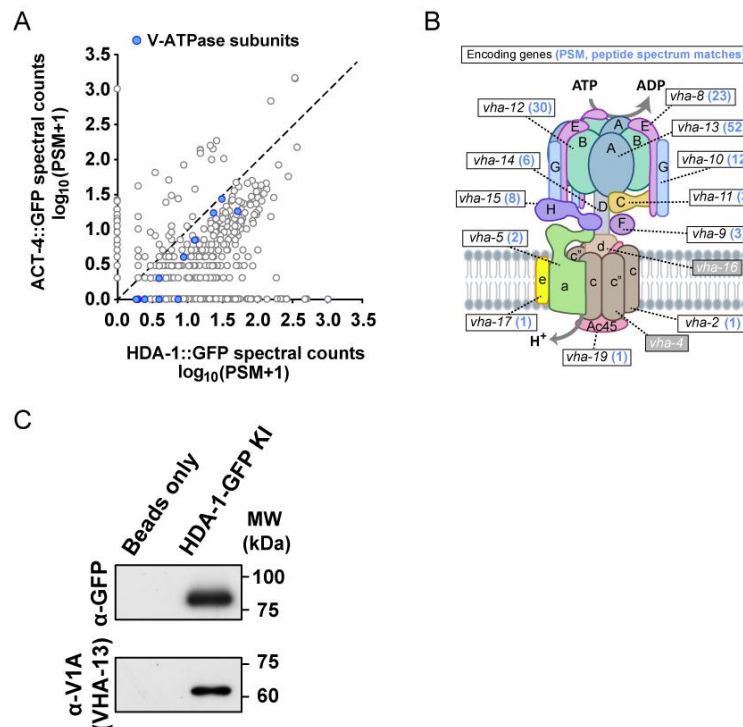 A
V-ATPase subunits
ACT-4::GFP spectral counts
log10(PSM+1)
3.5
3.0
2.5
2.0
1.5
1.0
0.5
0.0
0.0 0.5 1.0 1.5 2.0 2.5 3.0 3.5
HDA-1::GFP spectral counts
log10(PSM+1)
B
Encoding genes (PSM, peptide spectrum matches)
ATP ADP
vha-8 (23)
vha-12 (30)
vha-13 (52
vha-14 (6)
vha-10 (12
vha-15 (8)
vha-11 (
vha-9 (3
vha-5 (2)
vha-16
vha-17 (1)
vha-2 (1)
vha-4
vha-19 (1)
E A E
B A B
G G
D C
H F
d
c" c
e a c c"
Ac45
H+
C
Beads only
HDA-1-GFP KI
MW
(kDa)
α-GFP
100
75
α-V1A
(VHA-13)
75
60